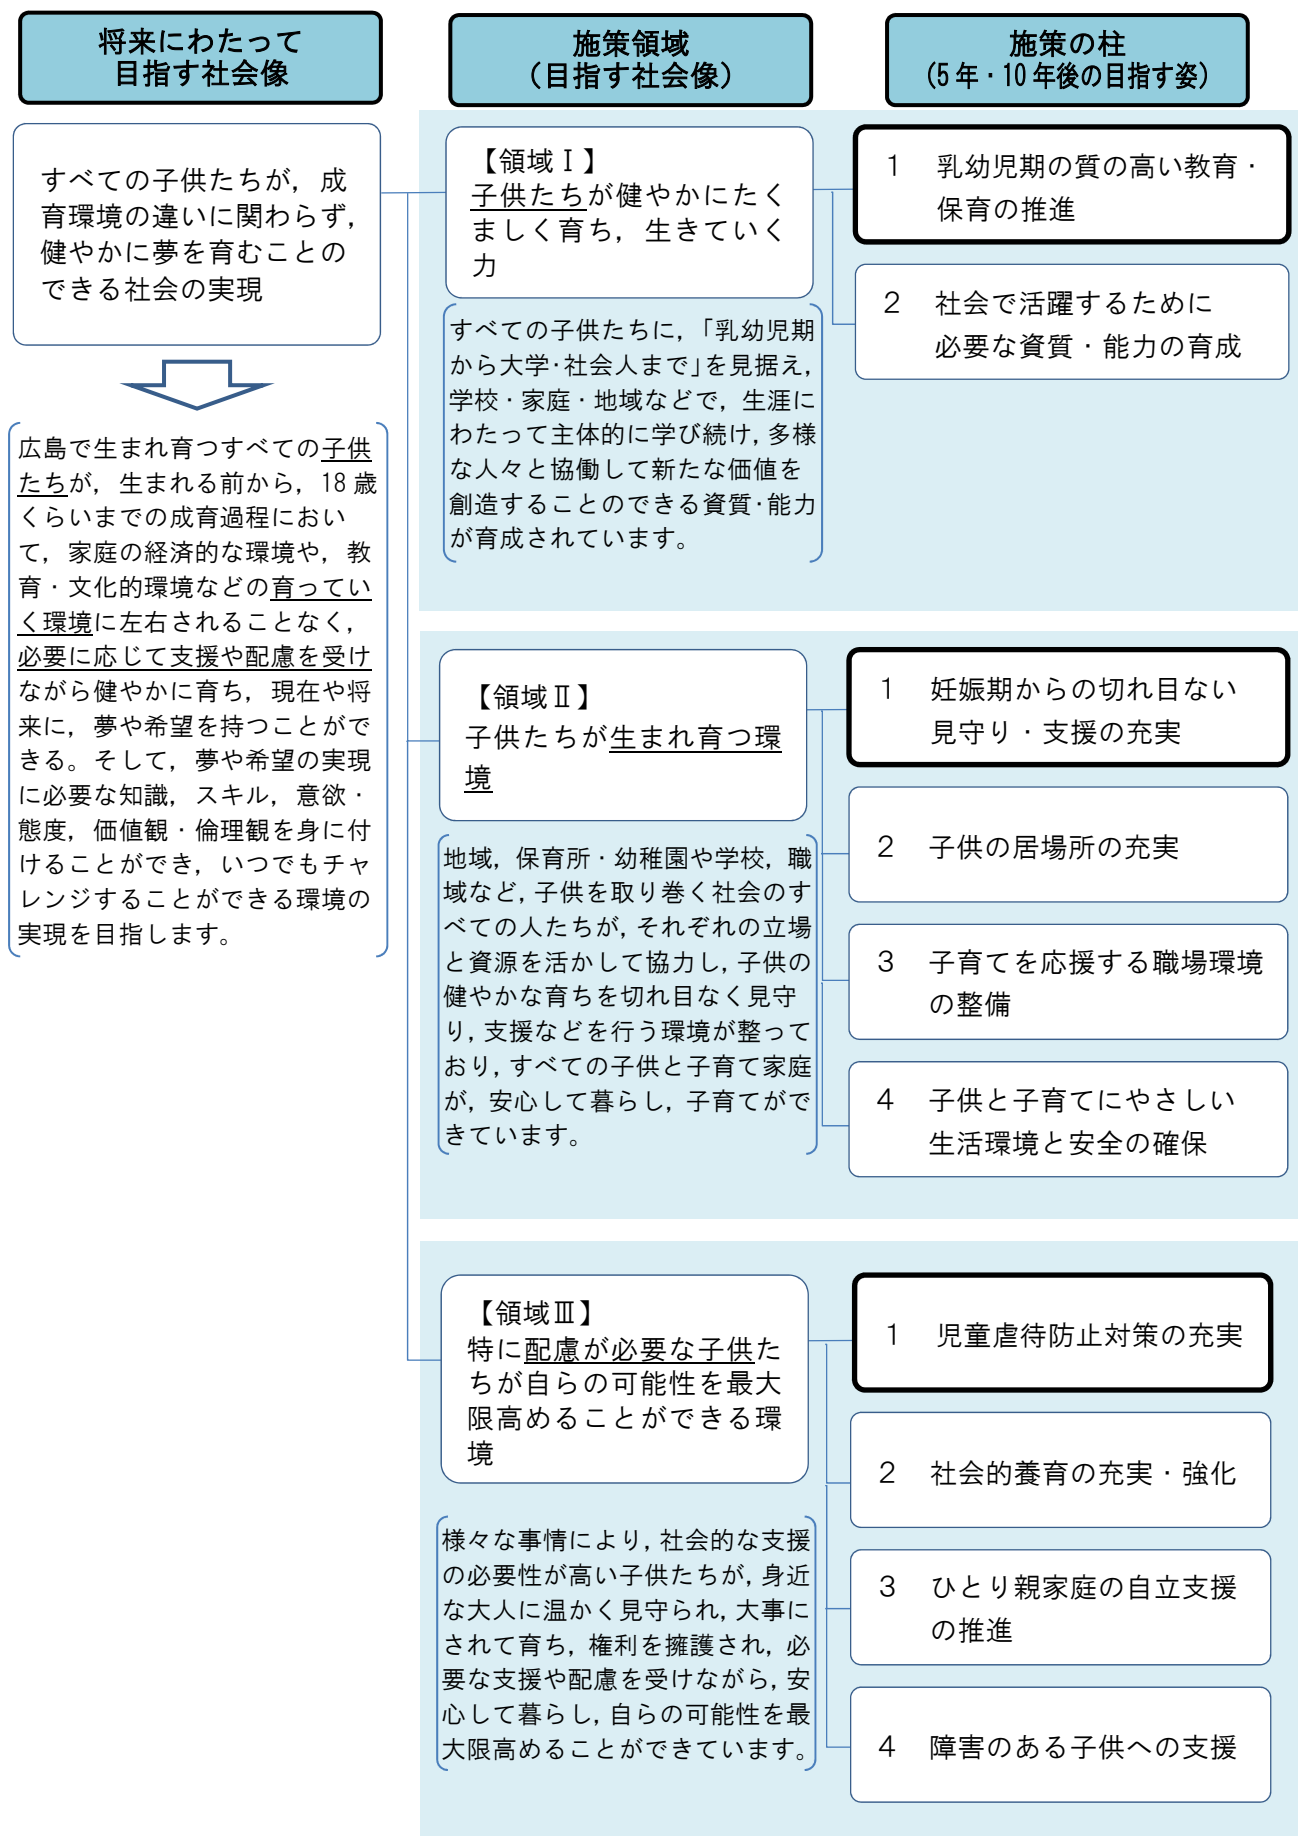 将来にわたって
目指す社会像
すべての子供たちが，成
育環境の違いに関わらず，
健やかに夢を育むことの
できる社会の実現
広島で生まれ育つすべての子供
たちが，生まれる前から，18歳
くらいまでの成育過程におい
て，家庭の経済的な環境や，教
育・文化的環境などの育ってい
く環境に左右されることなく，
必要に応じて支援や配慮を受け
ながら健やかに育ち，現在や将
来に，夢や希望を持つことがで
きる。そして，夢や希望の実現
に必要な知識，スキル，意欲・
態度，価値観・倫理観を身に付
けることができ，いつでもチャ
レンジすることができる環境の
実現を目指します。
施策領域
（目指す社会像）
施策の柱
（5年・10年後の目指す姿）
【領域Ⅰ】
子供たちが健やかにたく
ましく育ち，生きていく
力
すべての子供たちに，「乳幼児期
から大学・社会人まで」を見据え，
学校・家庭・地域などで，生涯に
わたって主体的に学び続け，多様
な人々と協働して新たな価値を
創造することのできる資質・能力
が育成されています。
1 乳幼児期の質の高い教育・
保育の推進
2 社会で活躍するために
必要な資質・能力の育成
【領域Ⅱ】
子供たちが生まれ育つ環
境
地域，保育所・幼稚園や学校，職
域など，子供を取り巻く社会のす
べての人たちが，それぞれの立場
と資源を活かして協力し，子供の
健やかな育ちを切れ目なく見守
り，支援などを行う環境が整って
おり，すべての子供と子育て家庭
が，安心して暮らし，子育てがで
きています。
1 妊娠期からの切れ目ない
見守り・支援の充実
2 子供の居場所の充実
3 子育てを応援する職場環境
の整備
4 子供と子育てにやさしい
生活環境と安全の確保
【領域Ⅲ】
特に配慮が必要な子供た
ちが自らの可能性を最大
限高めることができる環
境
様々な事情により，社会的な支援
の必要性が高い子供たちが，身近
な大人に温かく見守られ，大事に
されて育ち，権利を擁護され，必
要な支援や配慮を受けながら，安
心して暮らし，自らの可能性を最
大限高めることができています。
1 児童虐待防止対策の充実
2 社会的養育の充実・強化
3 ひとり親家庭の自立支援
の推進
4 障害のある子供への支援